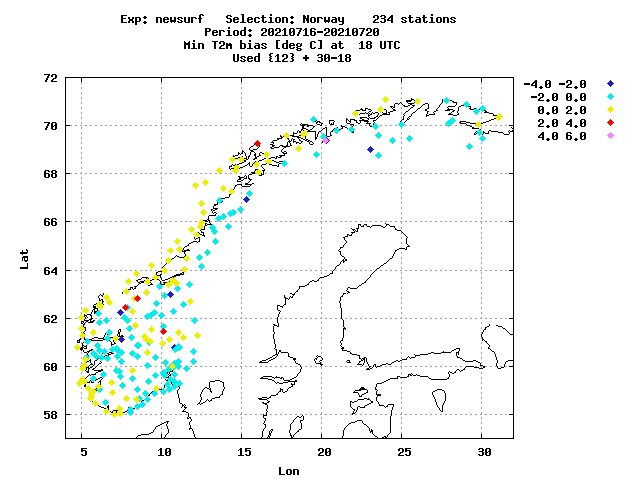 Exp: newsurf   Selection: Norway    234 stations
Period: 20210716-20210720
Min T2m bias [deg C] at  18 UTC
Used {12} + 30-18
-4.0 -2.0
-2.0 0.0
0.0 2.0
2.0 4.0
4.0 6.0
72
70
68
66
64
62
60
58
Lat
5 10 15 20 25 30
Lon